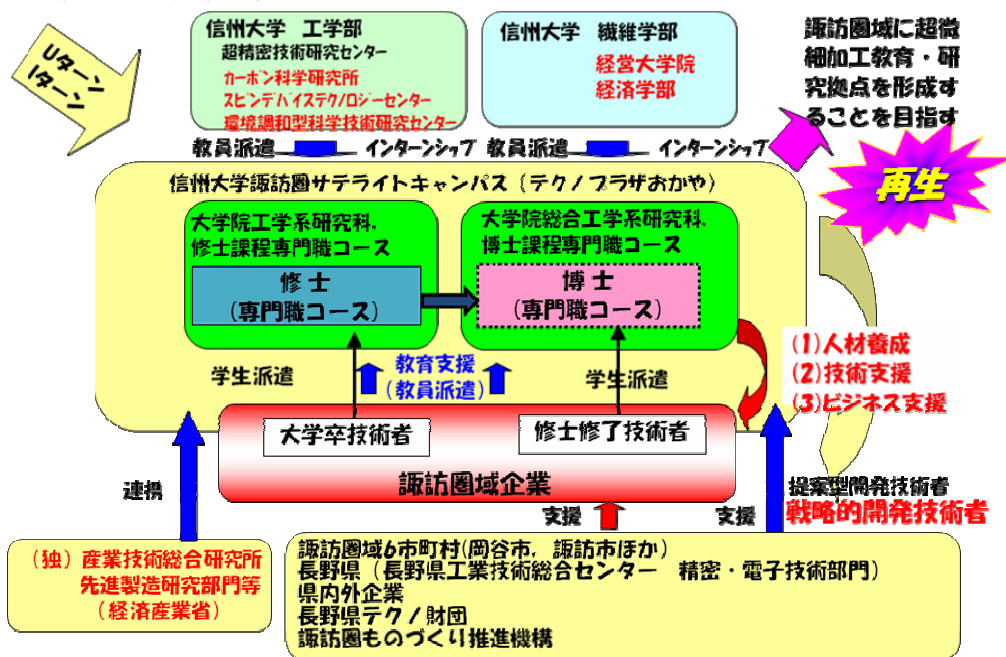 Uターン
Iターン
信州大学 工学部
超精密技術研究センター
カーボン科学研究所
スピンデバイステクノロジーセンター
環境調和型科学技術研究センター
信州大学 繊維学部
経営大学院
経済学部
諏訪圏域に超微
細加工教育・研
究拠点を形成す
ることを目指す
教員派遣 インターンシップ 教員派遣 インターンシップ
再生
信州大学諏訪圏サテライトキャンパス(テクノプラザおかや)
大学院工学系研究科,
修士課程専門職コース
修士
(専門職コース)
大学院総合工学系研究科,
博士課程専門職コース
博士
(専門職コース)
(1)人材養成
(2)技術支援
(3)ビジネス支援
学生派遣
教育支援
(教員派遣)
学生派遣
大学卒技術者
修士修了技術者
諏訪圏域企業
連携
支援
支援
提案型開発技術者
戦略的開発技術者
(独)産業技術総合研究所
先進製造研究部門等
(経済産業省)
諏訪圏域6市町村(岡谷市,諏訪市ほか)
長野県(長野県工業技術総合センター 精密・電子技術部門)
県内外企業
長野県テクノ財団
諏訪圏ものづくり推進機構